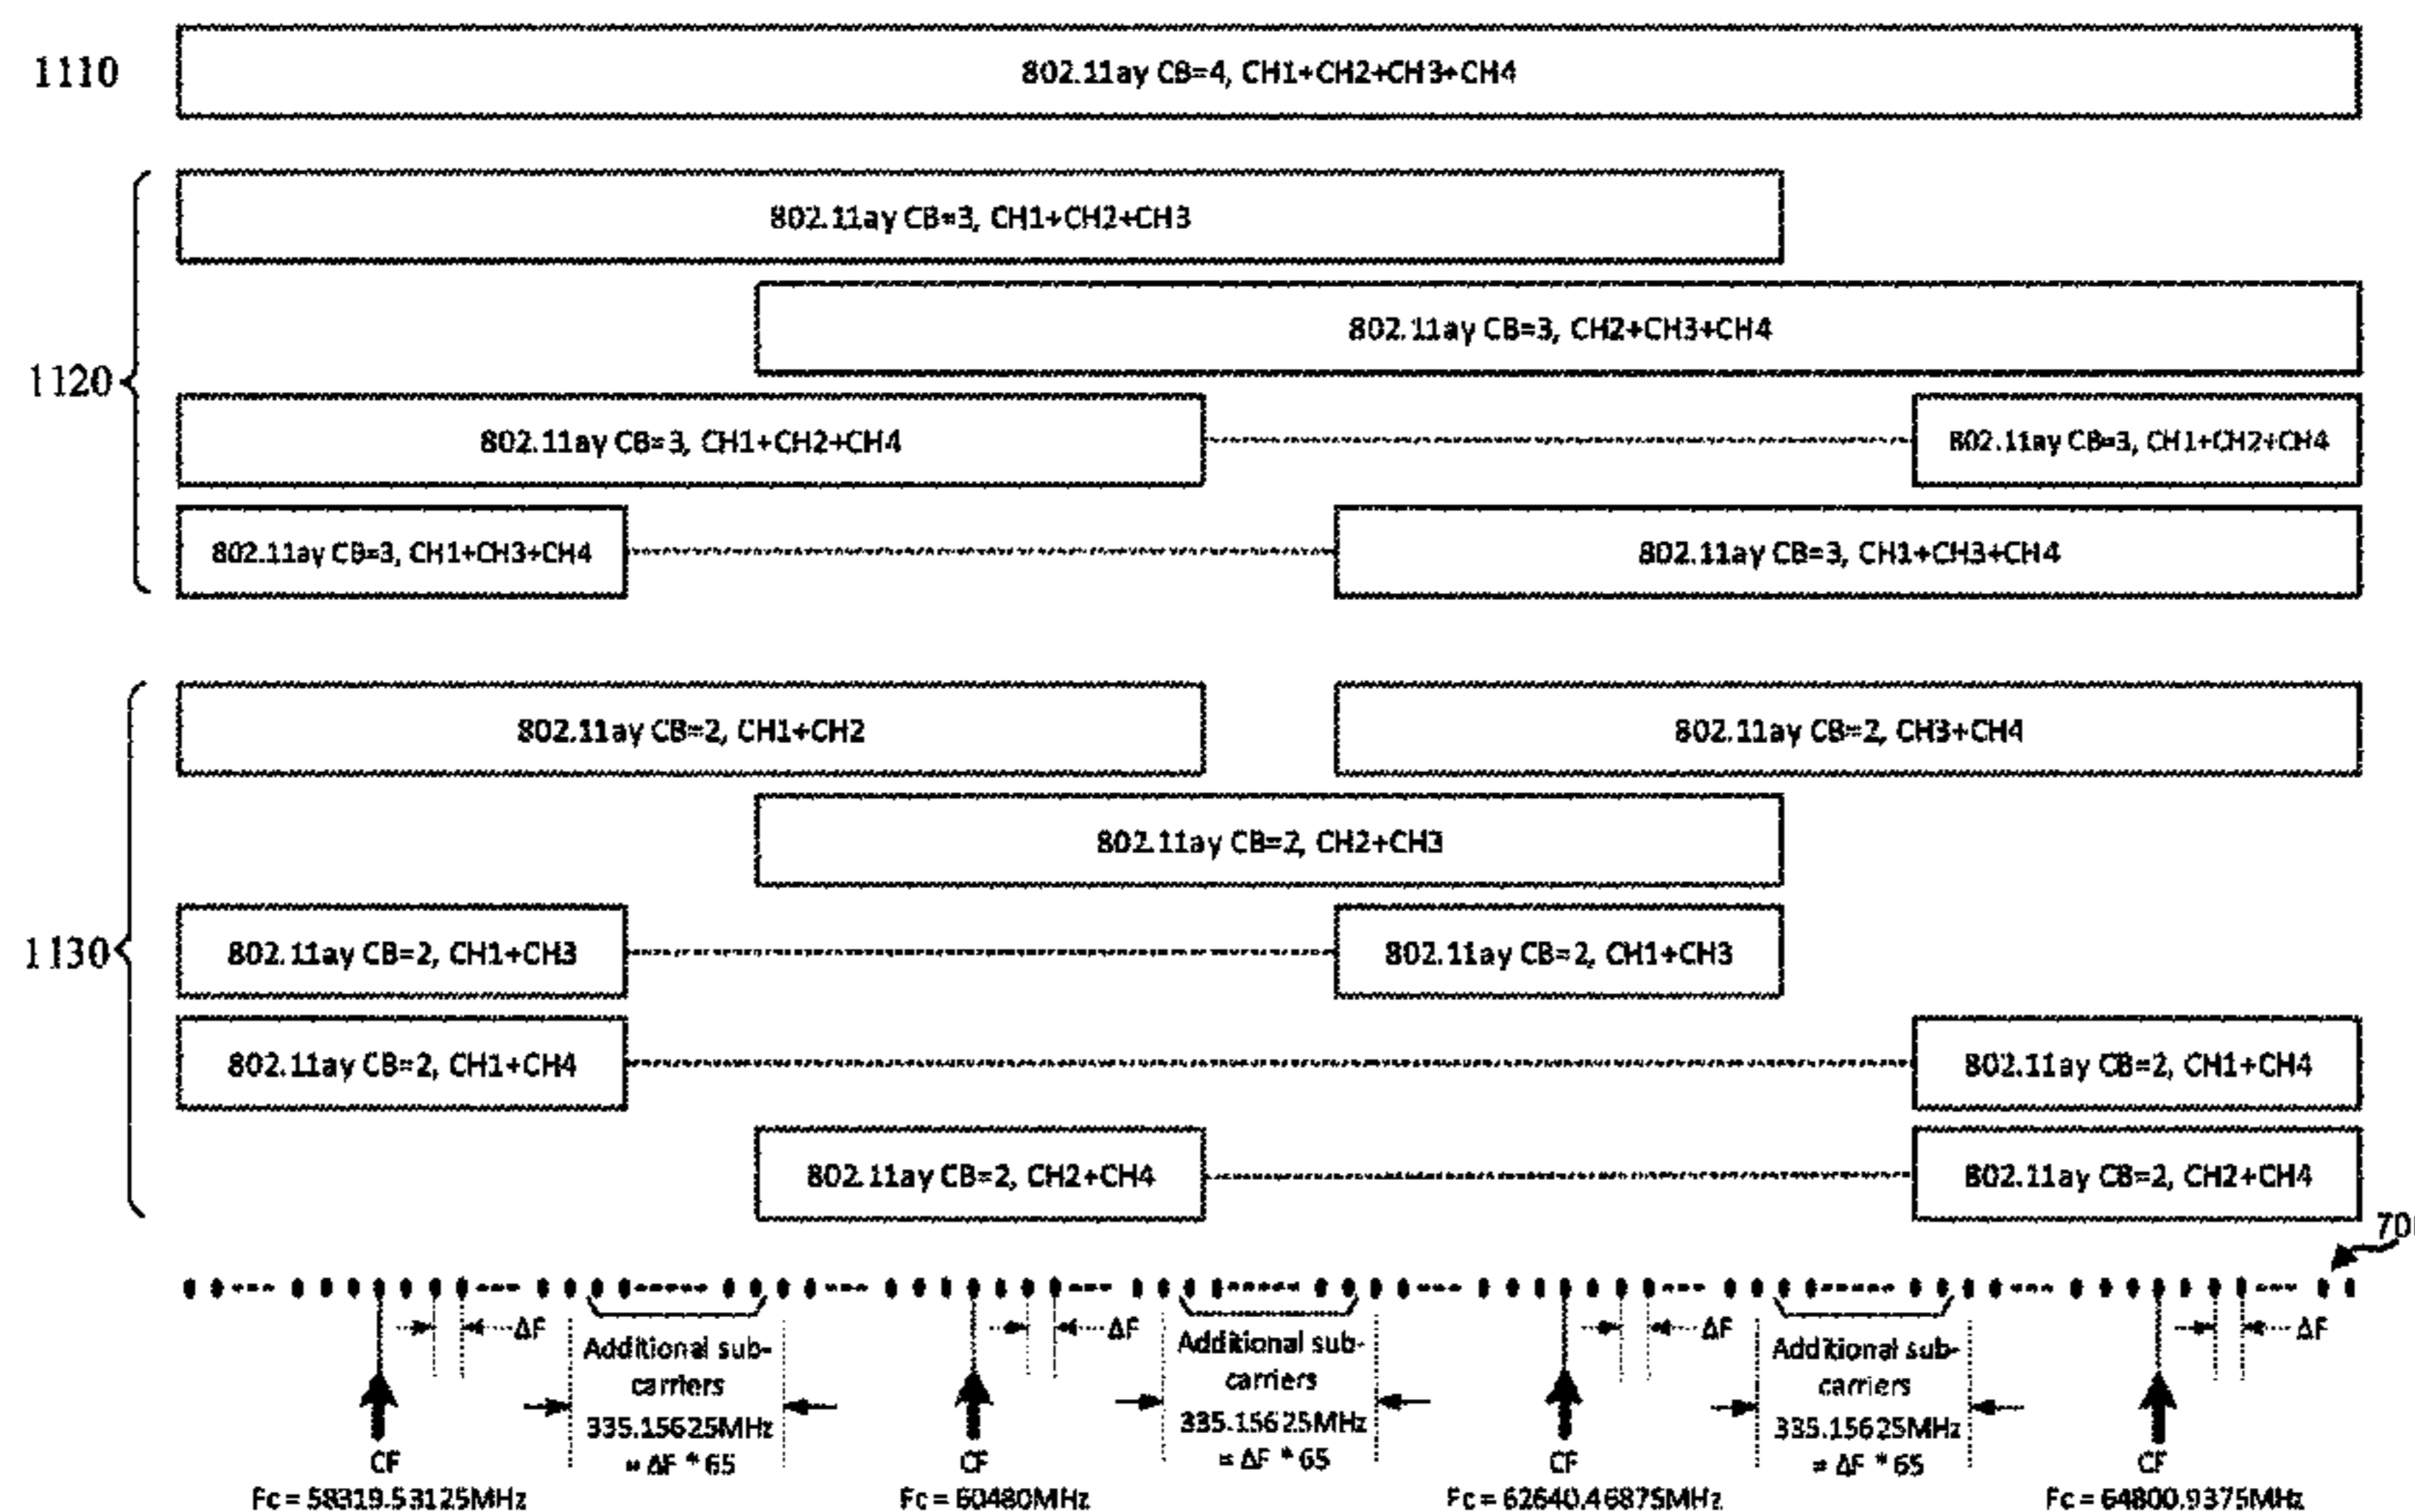 1110
802.11ay CB=4, CH1+CH2+CH3+CH4
1120
802.11ay CB=3, CH1+CH2+CH3
802.11ay CB=3, CH2+CH3+CH4
802.11ay CB=3, CH1+CH2+CH4
802.11ay CB=3, CH1+CH2+CH4
802.11ay CB=3, CH1+CH3+CH4
802.11ay CB=3, CH1+CH3+CH4
1130
802.11ay CB=2, CH1+CH2
802.11ay CB=2, CH3+CH4
802.11ay CB=2, CH2+CH3
802.11ay CB=2, CH1+CH3
802.11ay CB=2, CH1+CH3
802.11ay CB=2, CH1+CH4
802.11ay CB=2, CH1+CH4
802.11ay CB=2, CH2+CH4
802.11ay CB=2, CH2+CH4
ΔF
Additional sub-
carriers
335.15625MHz
= ΔF * 65
ΔF
Additional sub-
carriers
335.15625MHz
= ΔF * 65
ΔF
Additional sub-
carriers
335.15625MHz
= ΔF * 65
ΔF
CF
Fc = 58319.53125MHz
CF
Fc = 60480MHz
CF
Fc = 62640.46875MHz
CF
Fc = 64800.9375MHz